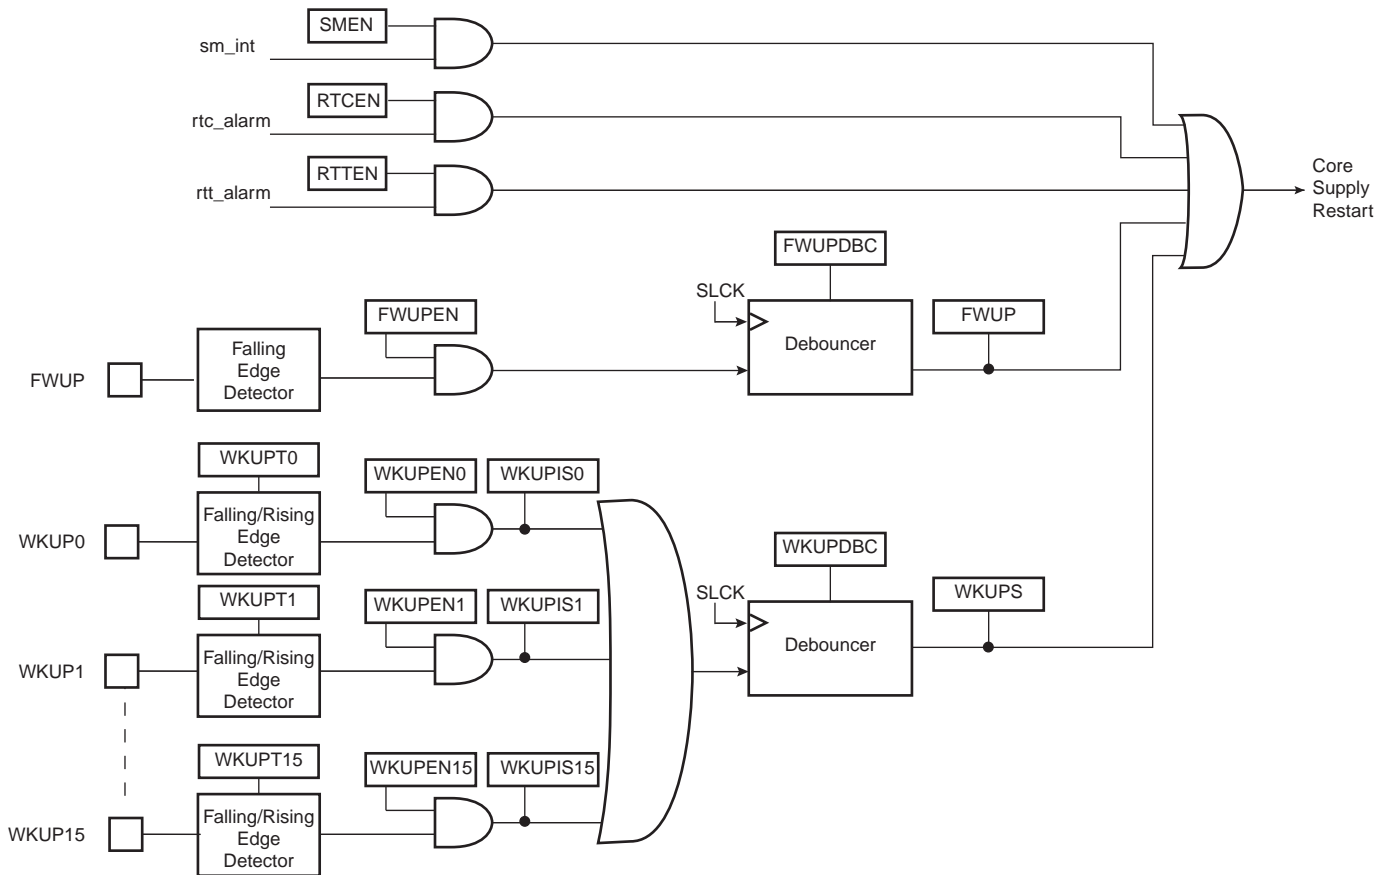 SMEN
sm_int
RTCEN
rtc_alarm
RTTEN
rtt_alarm
Core
Supply
Restart
FWUPDBC
SLCK
FWUPEN
FWUP
Falling
Edge
Detector
Debouncer
FWUP
WKUPT0
WKUPEN0
WKUPIS0
Falling/Rising
Edge
Detector
WKUP0
WKUPDBC
SLCK
WKUPT1
WKUPEN1
WKUPIS1
WKUPS
Falling/Rising
Edge
Detector
Debouncer
WKUP1
WKUPT15
WKUPEN15
WKUPIS15
Falling/Rising
Edge
Detector
WKUP15